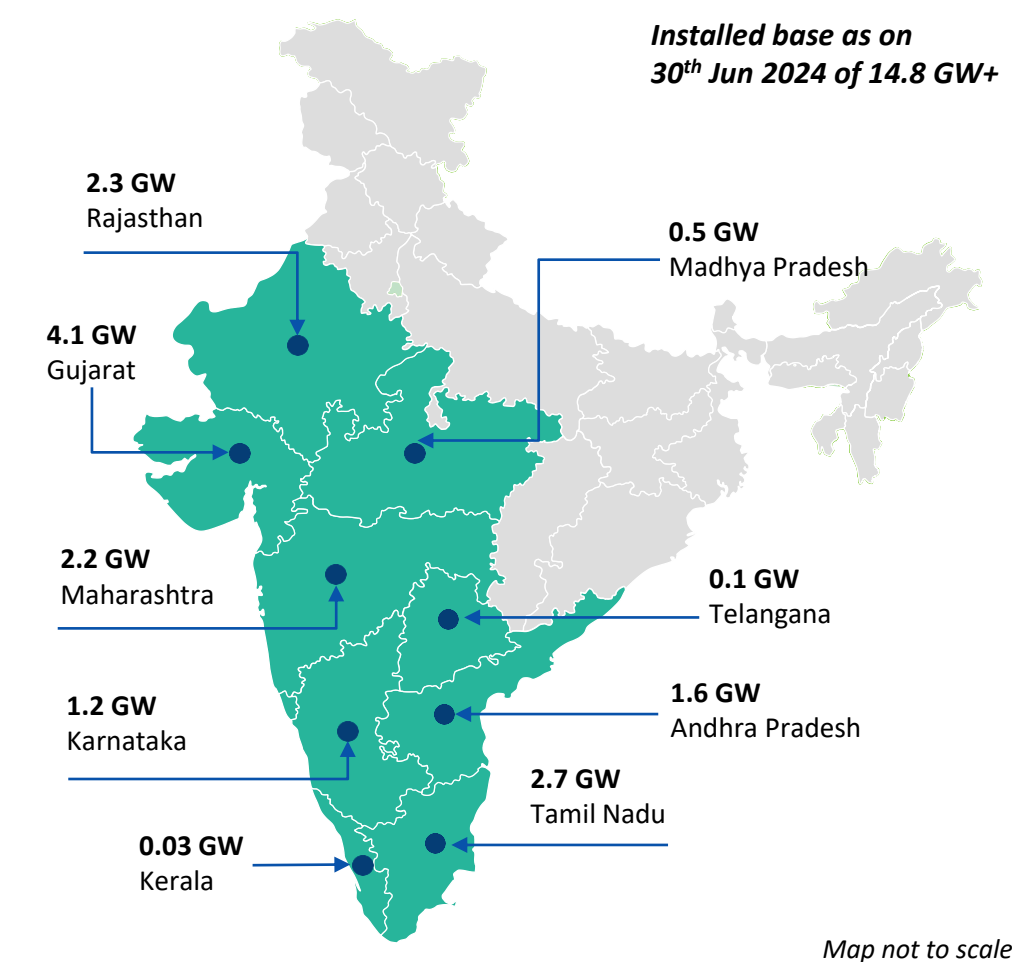 Installed base as on
30th Jun 2024 of 14.8 GW+
2.3 GW
Rajasthan
0.5 GW
Madhya Pradesh
4.1 GW
Gujarat
2.2 GW
Maharashtra
0.1 GW
Telangana
1.2 GW
Karnataka
1.6 GW
Andhra Pradesh
2.7 GW
Tamil Nadu
0.03 GW
Kerala
Map not to scale